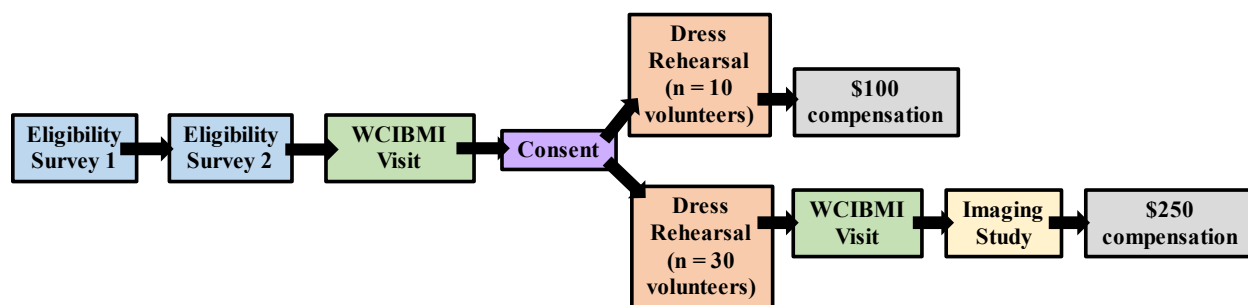 Eligibility
Survey 1
Eligibility
Survey 2
WCIBMI
Visit
Consent
Dress
Rehearsal
(n = 10
volunteers)
$100
compensation
Dress
Rehearsal
(n = 30
volunteers)
WCIBMI
Visit
Imaging
Study
$250
compensation